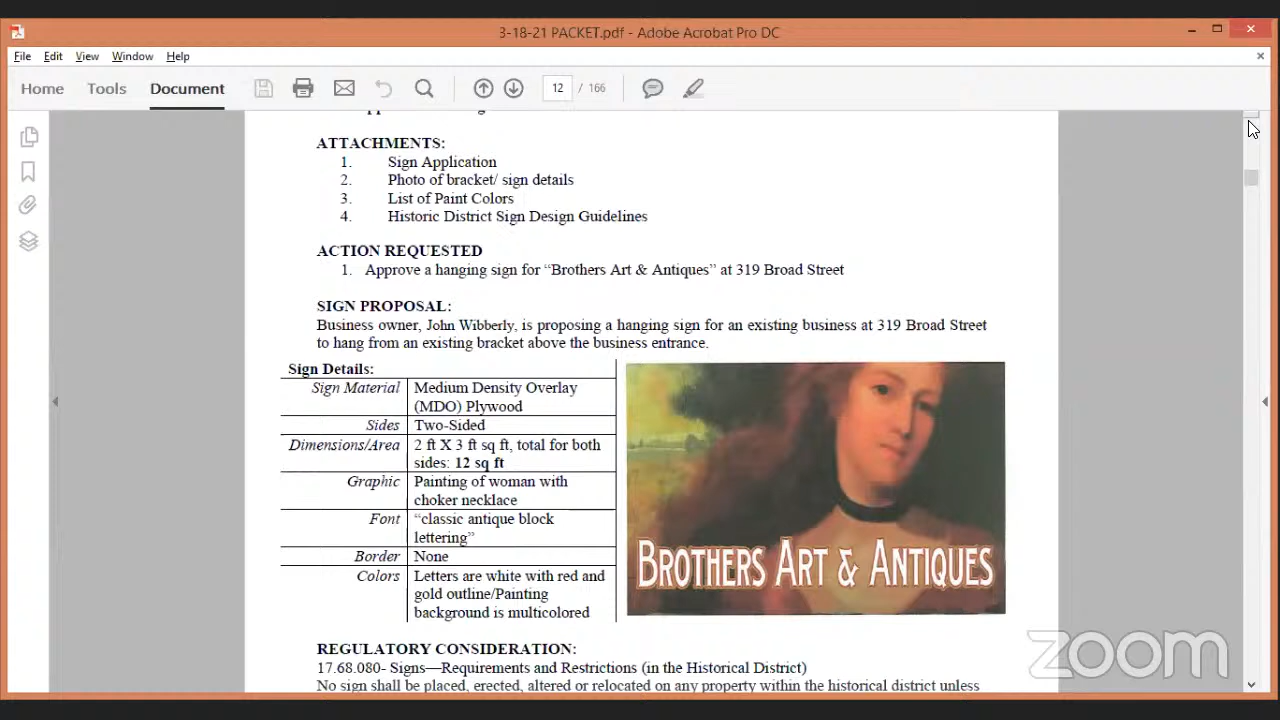 3-18-21 PACKET.pdf - Adobe Acrobat Pro DC
File Edit View Window Help
Home Tools Document 12 / 166
ATTACHMENTS:
1. Sign Application
2. Photo of bracket/ sign details
3. List of Paint Colors
4. Historic District Sign Design Guidelines
ACTION REQUESTED
1. Approve a hanging sign for “Brothers Art & Antiques” at 319 Broad Street
SIGN PROPOSAL:
Business owner, John Wibberly, is proposing a hanging sign for an existing business at 319 Broad Street
to hang from an existing bracket above the business entrance.
Sign Details:
Sign Material Medium Density Overlay
(MDO) Plywood
Sides Two-Sided
Dimensions/Area 2 ft X 3 ft sq ft, total for both
sides: 12 sq ft
Graphic Painting of woman with
choker necklace
Font “classic antique block
lettering”
Border None
Colors Letters are white with red and
gold outline/Painting
background is multicolored
BROTHERS ART & ANTIQUES
REGULATORY CONSIDERATION:
17.68.080- Signs—Requirements and Restrictions (in the Historical District)
No sign shall be placed, erected, altered or relocated on any property within the historical district unless
zoom